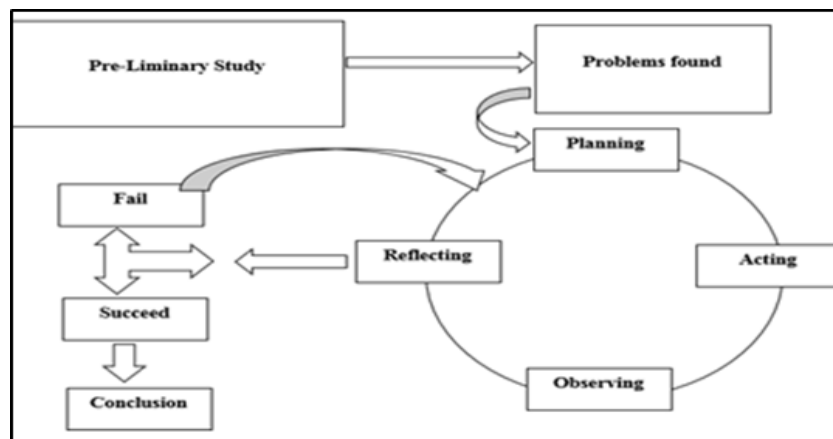 Pre-Liminary Study
Problems found
Planning
Fail
Reflecting
Acting
Succeed
Observing
Conclusion